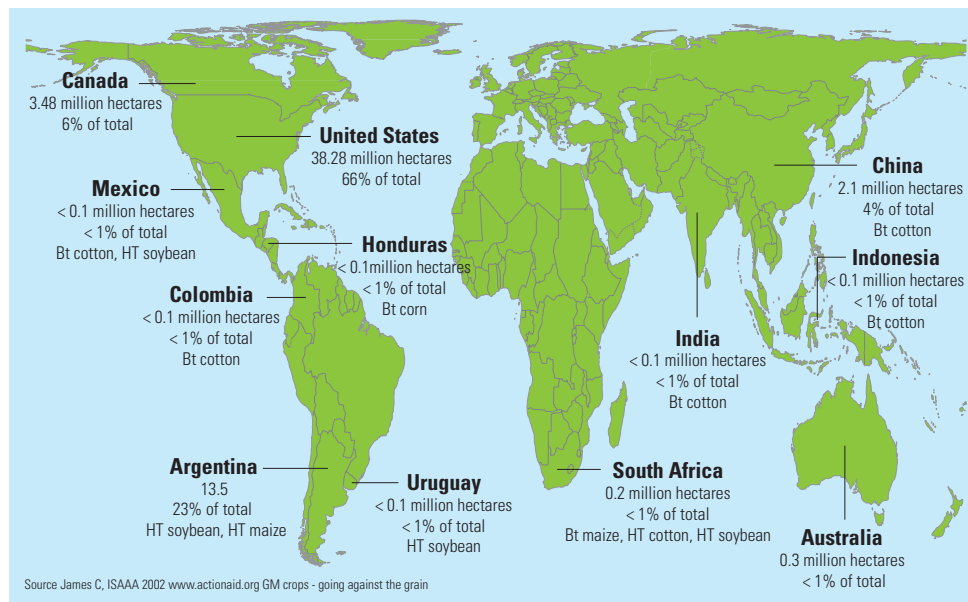 Canada
3.48 million hectares
6% of total
United States
38.28 million hectares
66% of total
Mexico
< 0.1 million hectares
< 1% of total
Bt cotton, HT soybean
Honduras
< 0.1million hectares
< 1% of total
Bt corn
Colombia
< 0.1 million hectares
< 1% of total
Bt cotton
China
2.1 million hectares
4% of total
Bt cotton
Indonesia
< 0.1 million hectares
< 1% of total
Bt cotton
India
< 0.1 million hectares
< 1% of total
Bt cotton
Argentina
13.5
23% of total
HT soybean, HT maize
Uruguay
< 0.1 million hectares
< 1% of total
HT soybean
South Africa
0.2 million hectares
< 1% of total
Bt maize, HT cotton, HT soybean
Australia
0.3 million hectares
< 1% of total
Source James C, ISAAA 2002 www.actionaid.org GM crops - going against the grain